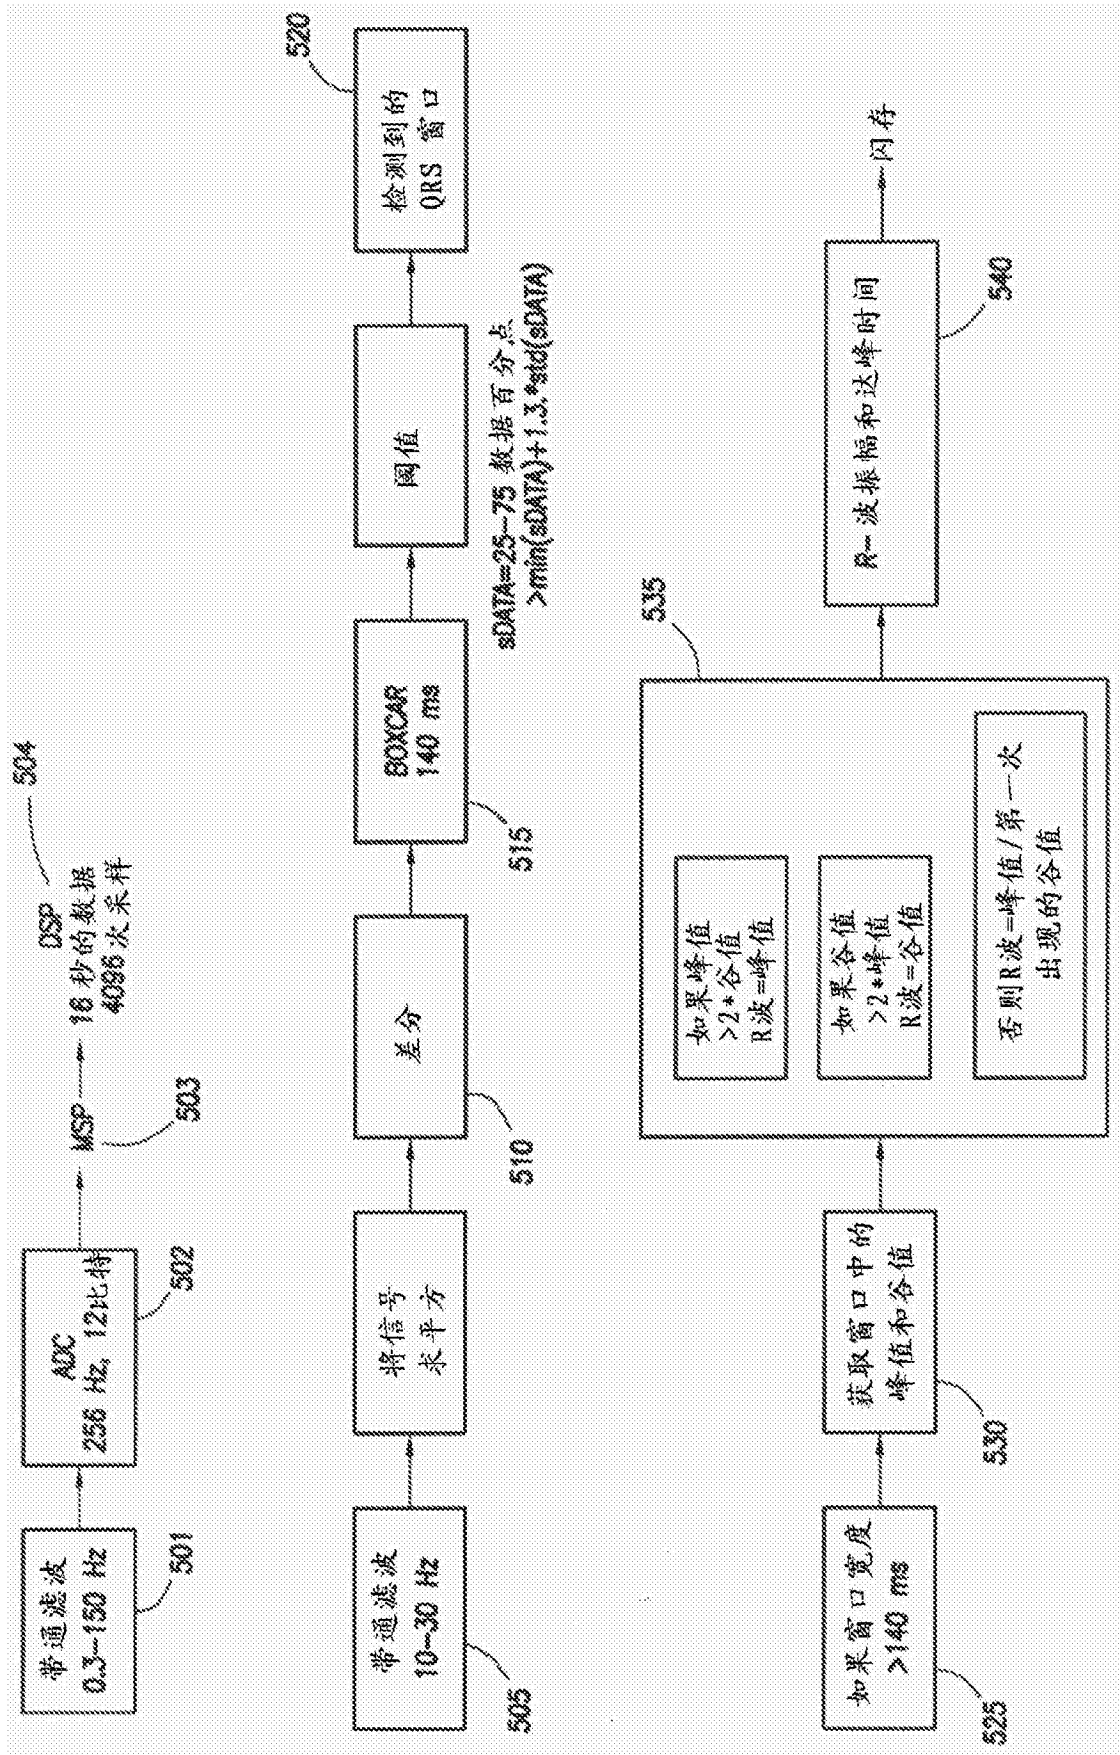 带通滤波
0.3-150 Hz
501
ADC
256 Hz, 12比特
502
MSP
503
DSP
16 秒的数据
4096 次采样
504
带通滤波
10-30 Hz
505
将信号
求平方
差分
510
BOXCAR
140 ms
515
阈值
sDATA=25-75 数据百分点
>min(sDATA)+1.3.*std(sDATA)
检测到的
QRS 窗口
520
如果窗口宽度
>140 ms
525
获取窗口中的
峰值和谷值
530
如果峰值
>2*谷值
R波=峰值
如果谷值
>2*峰值
R波=谷值
否则R波=峰值/第一次
出现的谷值
535
R-波振幅和达峰时间
540
闪存